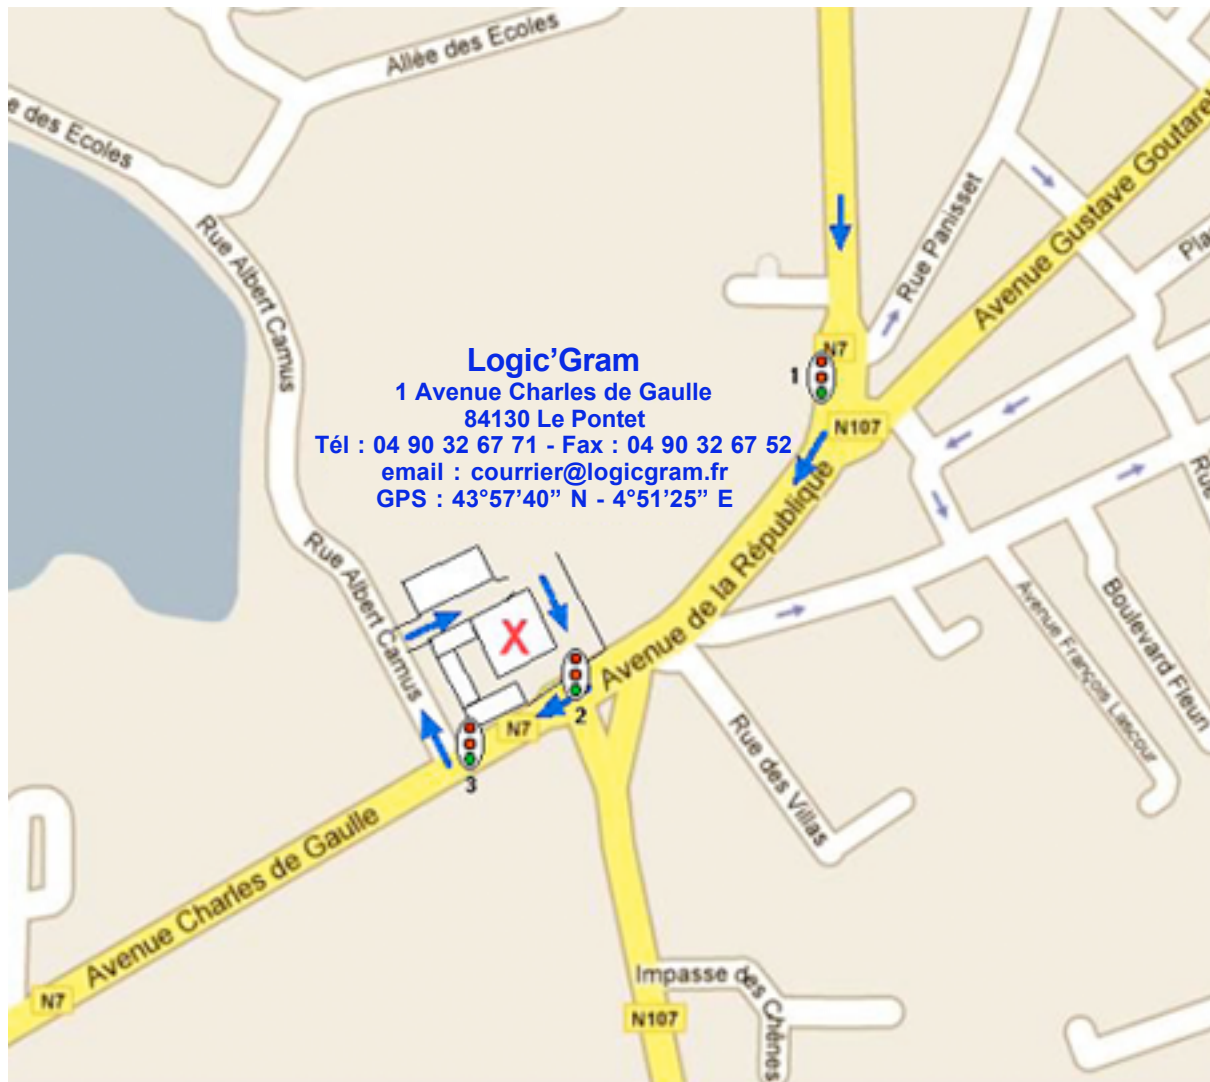 Allée des Ecoles
e des Ecoles
Rue Albert Camus
Rue Panisset
Avenue Gustave Goutarel
Pla
N7
1
N107
Logic’Gram
1 Avenue Charles de Gaulle
84130 Le Pontet
Tél : 04 90 32 67 71 - Fax : 04 90 32 67 52
email : courrier@logicgram.fr
GPS : 43°57’40” N - 4°51’25” E
Rue
Avenue de la République
Rue Albert Camus
X
Avenue François Lascour
Boulevard Fleuri
2
N7
3
Rue des Villas
Avenue Charles de Gaulle
N7
Impasse des Chênes
N107